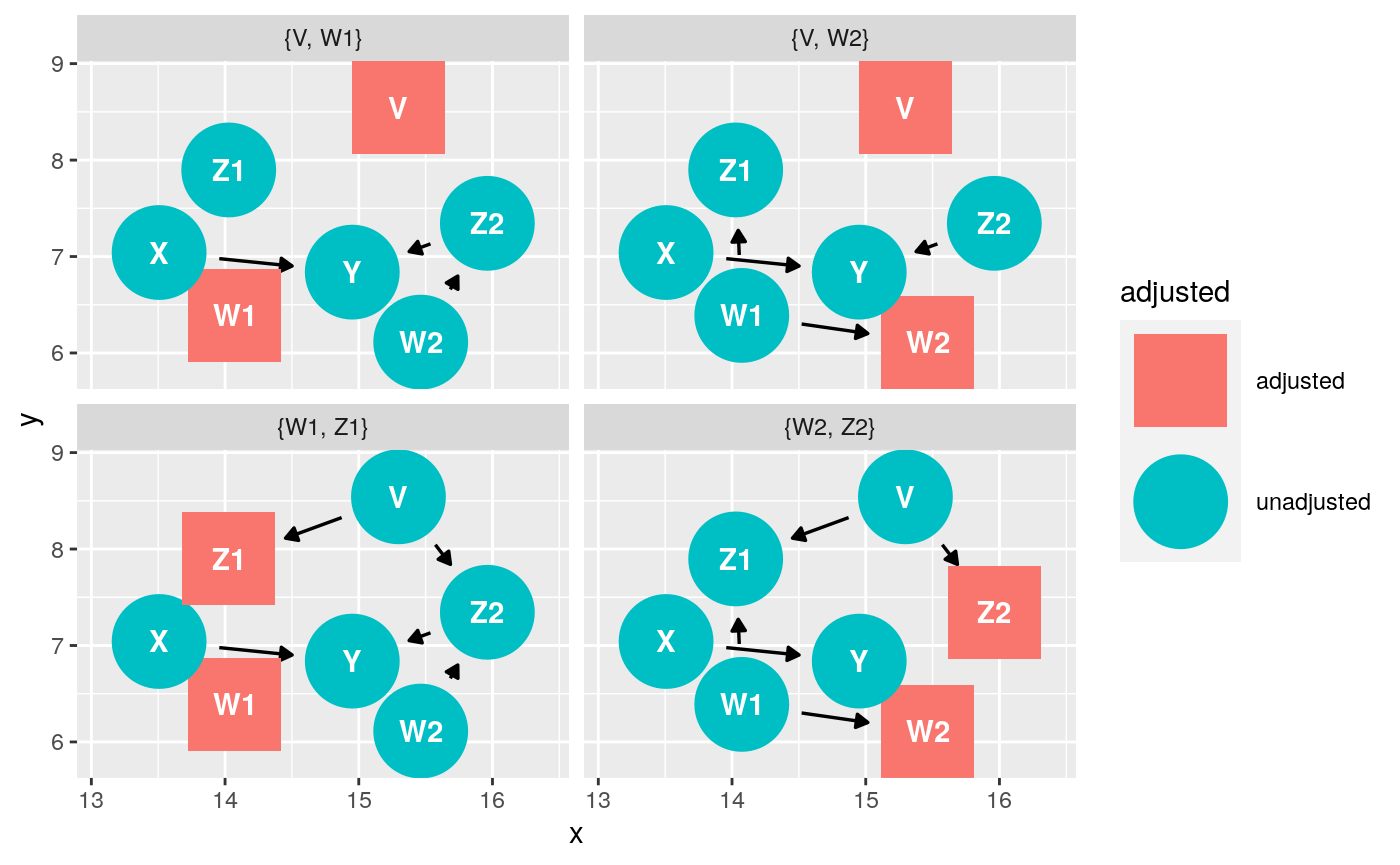 {V, W1}
{V, W2}
9
8
7
6
V
Z1
Z2
X
Y
W1
W2
V
Z1
Z2
X
Y
W1
W2
y
{W1, Z1}
{W2, Z2}
9
8
7
6
V
Z1
Z2
X
Y
W1
W2
V
Z1
Z2
X
Y
W1
W2
13 14 15 16 13 14 15 16
x
adjusted
adjusted
unadjusted